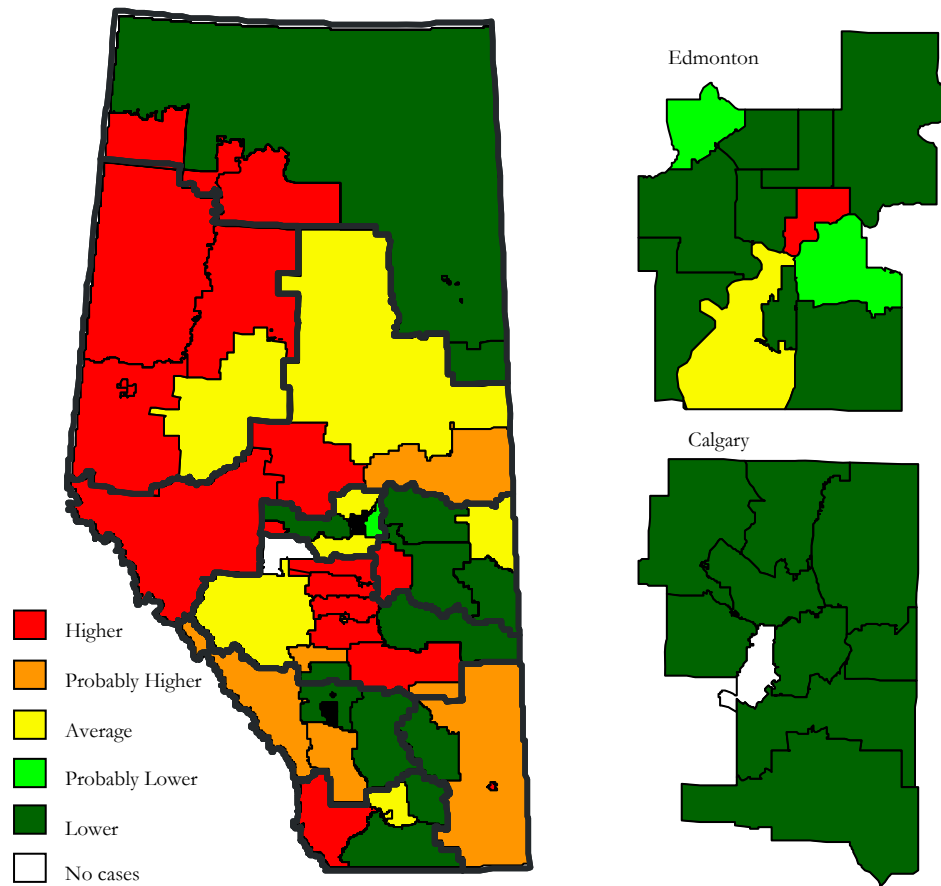 Edmonton
Calgary
Higher
Probably Higher
Average
Probably Lower
Lower
No cases